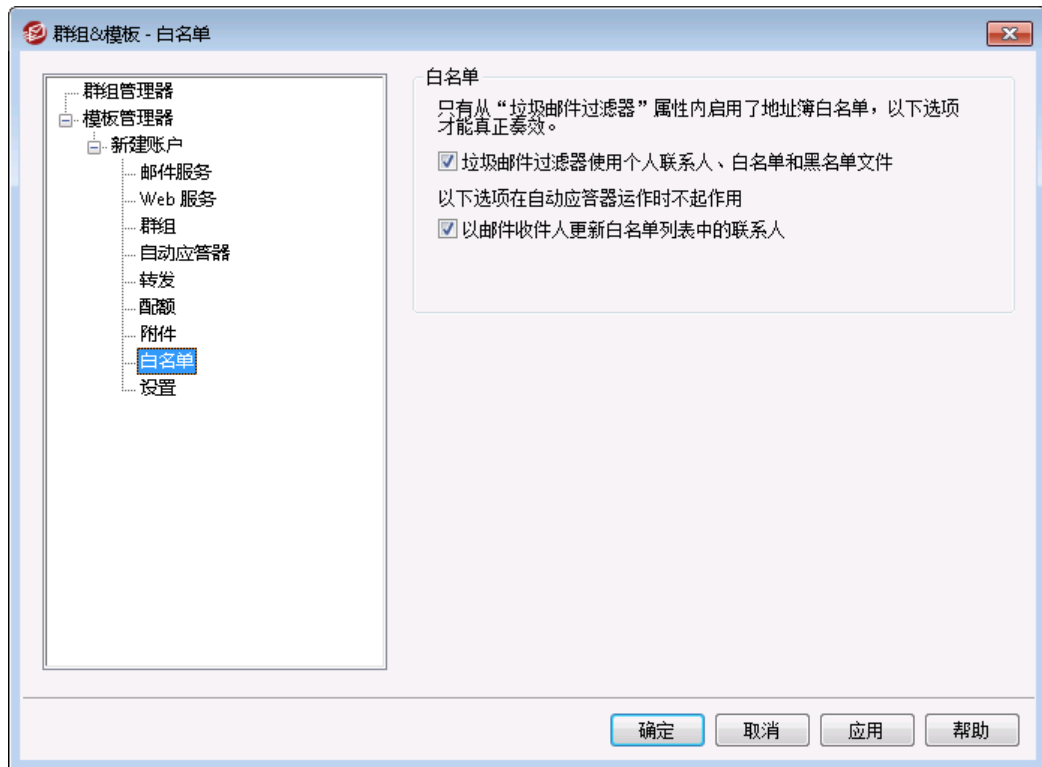 群组&模板 - 白名单
群组管理器
模板管理器
新建账户
邮件服务
Web 服务
群组
自动应答器
转发
配额
附件
白名单
设置
白名单
只有从“垃圾邮件过滤器”属性内启用了地址簿白名单，以下选项
才能真正奏效。
垃圾邮件过滤器使用个人联系人、白名单和黑名单文件
以下选项在自动应答器运作时不起作用
以邮件收件人更新白名单列表中的联系人
确定
取消
应用
帮助